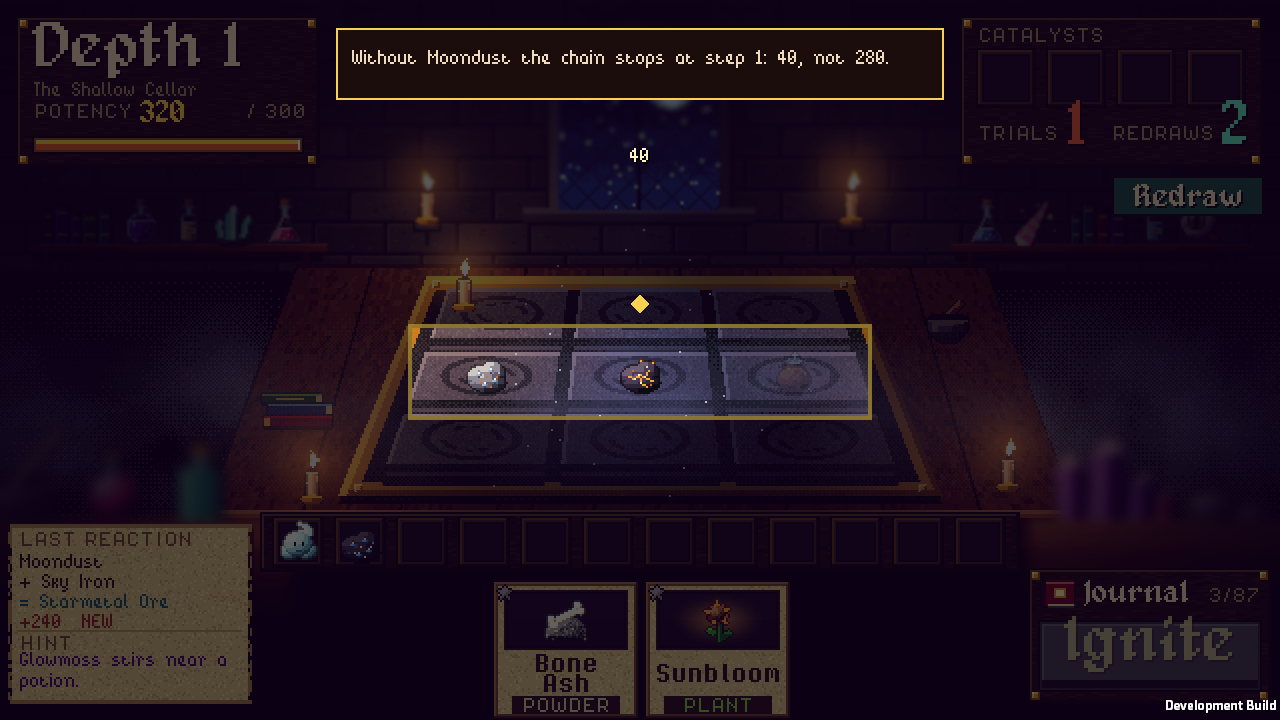 Depth 1
The Shallow Cellar
POTENCY 320 / 300
Without Moondust the chain stops at step 1: 40, not 280.
CATALYSTS
TRIALS 1 REDRAWS 2
Redraw
40
LAST REACTION
Moondust
+ Sky Iron
= Starmetal Ore
+240 NEW
HINT
Glowmoss stirs near a
potion.
Bone
Ash
POWDER
Sunbloom
PLANT
Journal 3/87
Ignite
Development Build